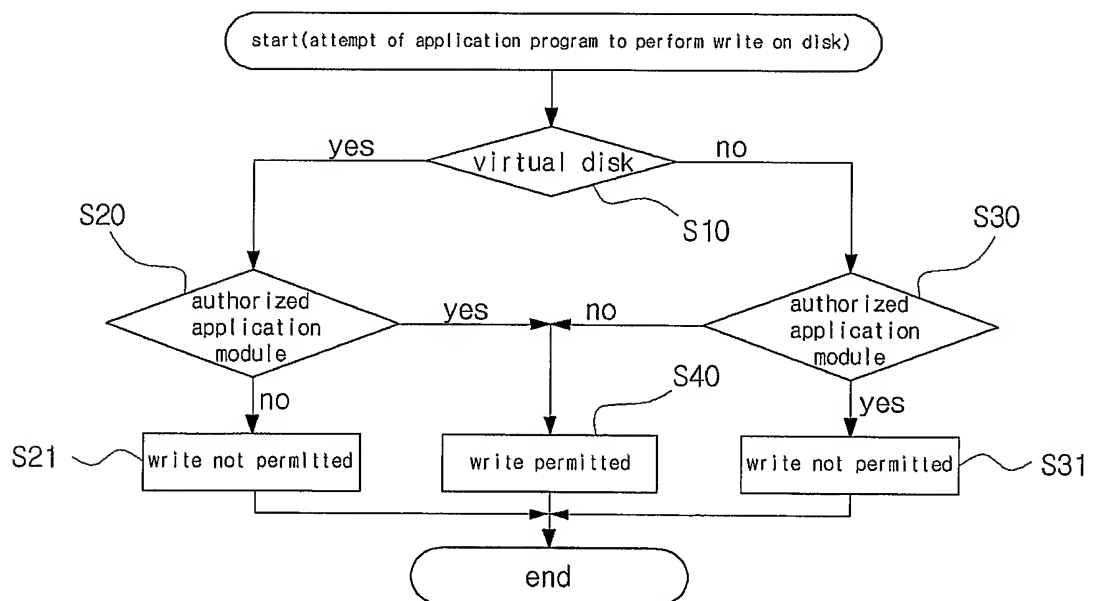 start(attempt of application program to perform write on disk)
yes
virtual disk
no
S10
S20
S30
authorized
application
module
yes
no
authorized
application
module
no
S40
yes
S21
write not permitted
write permitted
write not permitted
S31
end